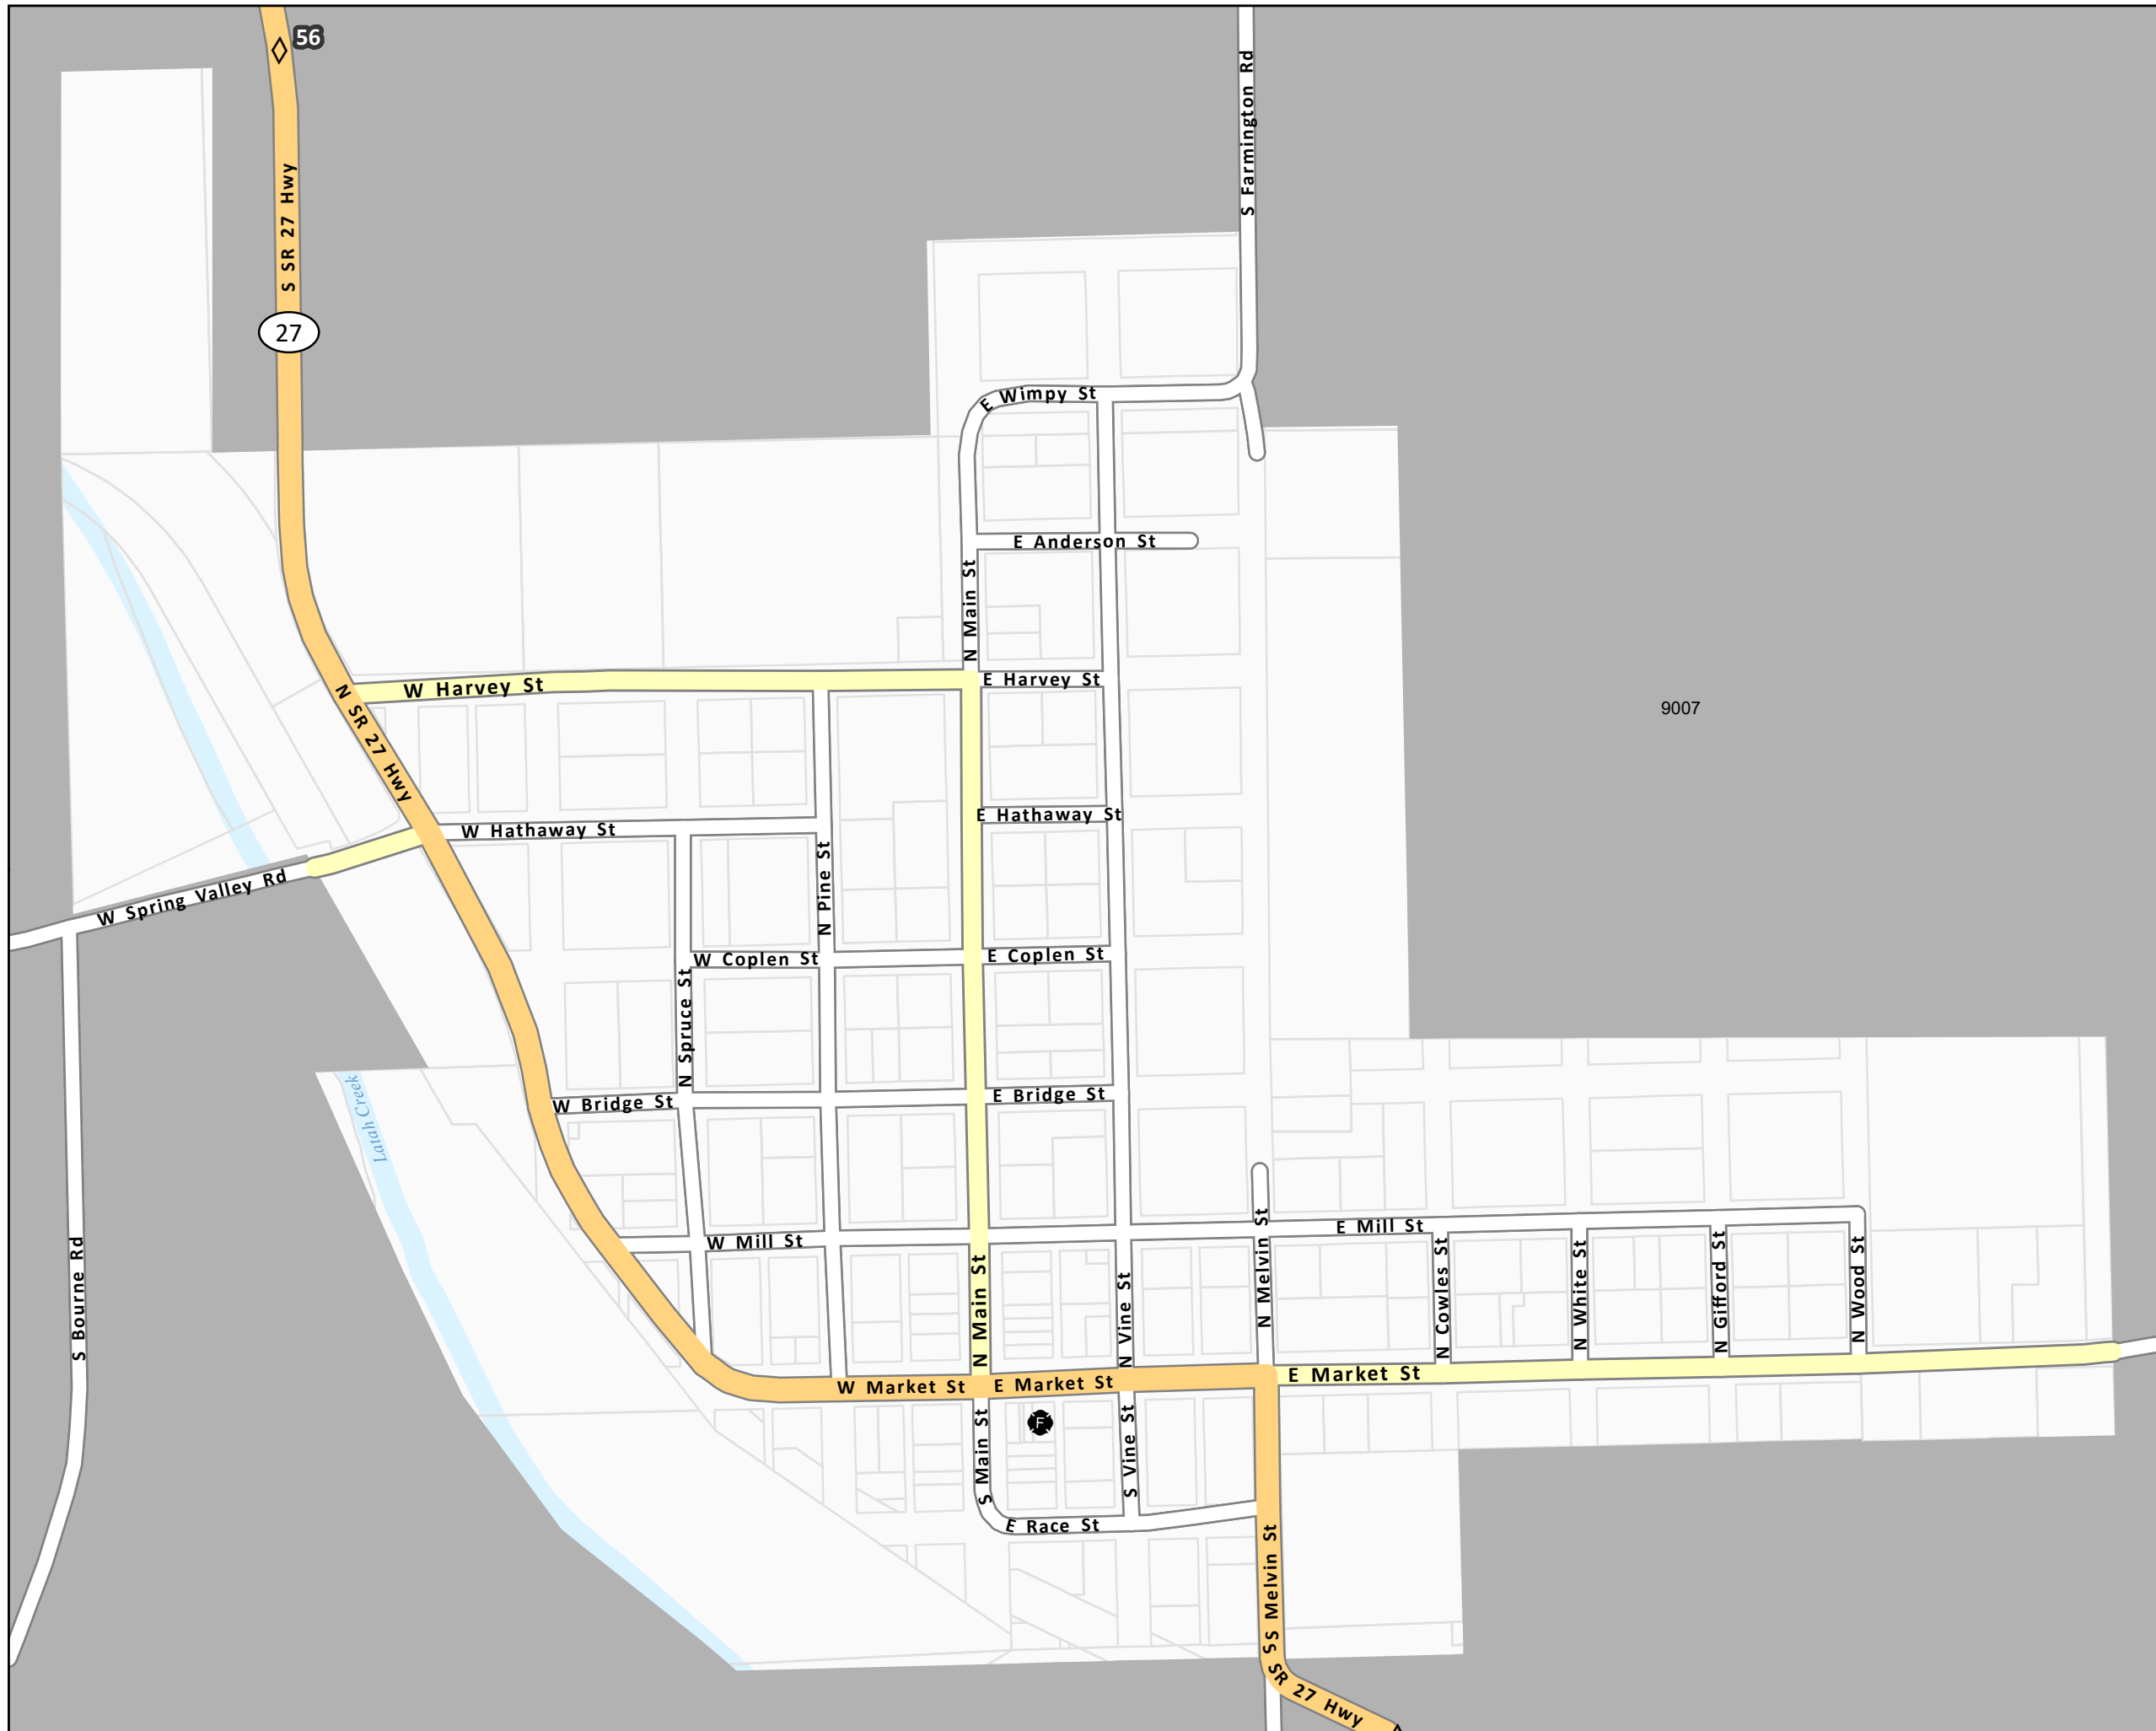 56
S Farmington Rd
S SR 27 Hwy
27
E Wimpy St
E Anderson St
N Main St
E Harvey St
W Harvey St
N SR 27 Hwy
9007
E Hathaway St
W Hathaway St
N Pine St
W Spring Valley Rd
W Coplen St
E Coplen St
N Spruce St
W Bridge St
E Bridge St
Latah Creek
W Mill St
E Mill St
N Melvin St
S Bourne Rd
N Main St
N Vine St
N Cowles St
N White St
N Gifford St
N Wood St
W Market St
E Market St
E Market St
F
S Main St
S Vine St
E Race St
S Melvin St
S SR 27 Hwy